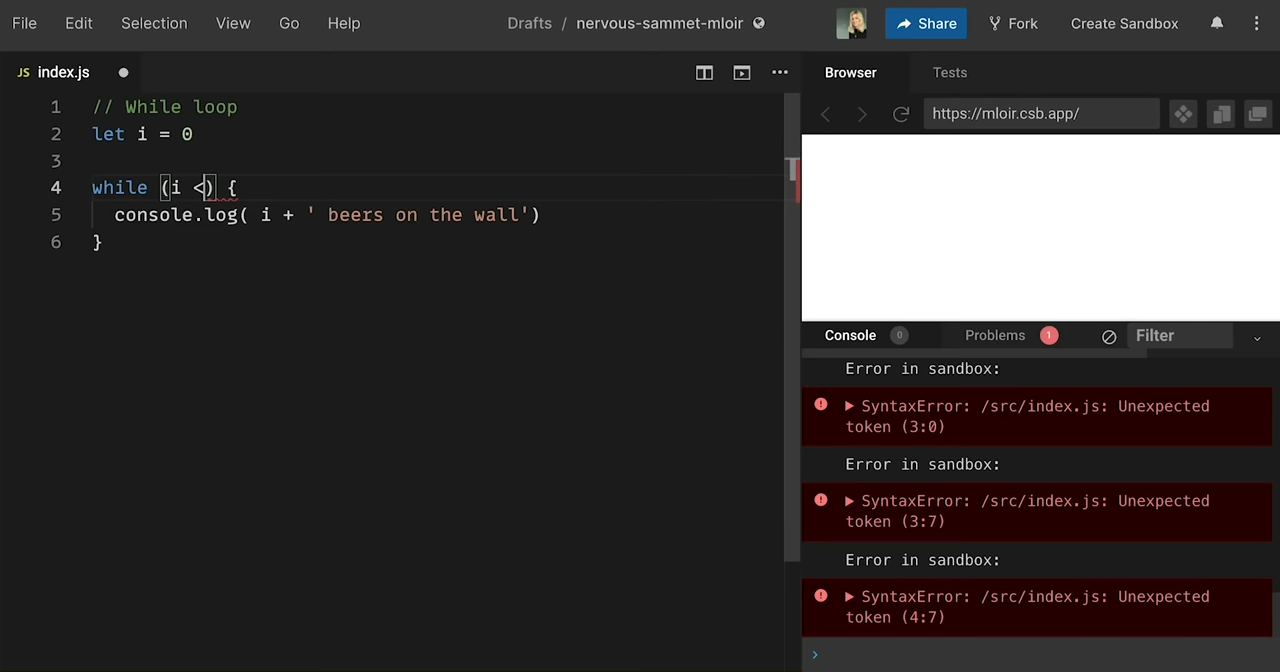 File Edit Selection View Go Help
Drafts / nervous-sammet-mloir
Share Fork Create Sandbox
JS index.js
1 // While loop
2 let i = 0
3
4 while (i <) {
5 console.log( i + ' beers on the wall')
6 }
Browser Tests
https://mloir.csb.app/
Console 0 Problems 1 Filter
Error in sandbox:
SyntaxError: /src/index.js: Unexpected
token (3:0)
Error in sandbox:
SyntaxError: /src/index.js: Unexpected
token (3:7)
Error in sandbox:
SyntaxError: /src/index.js: Unexpected
token (4:7)